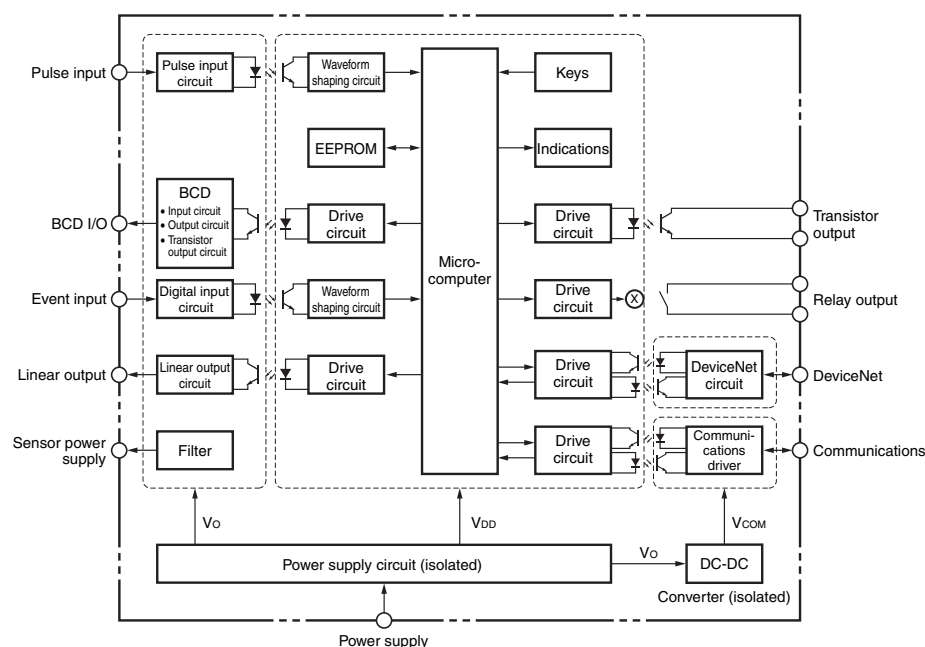 Pulse input
Pulse input
circuit
Waveform
shaping circuit
Keys
EEPROM
Indications
BCD I/O
BCD
• Input circuit
• Output circuit
• Transistor
output circuit
Drive
circuit
Micro-
computer
Drive
circuit
Transistor
output
Event input
Digital input
circuit
Waveform
shaping circuit
Drive
circuit
X
Relay output
Linear output
Linear output
circuit
Drive
circuit
Drive
circuit
DeviceNet
circuit
DeviceNet
Sensor power
supply
Filter
Drive
circuit
Communi-
cations
driver
Communications
VO
VDD
VCOM
Power supply circuit (isolated)
VO
DC-DC
Converter (isolated)
Power supply